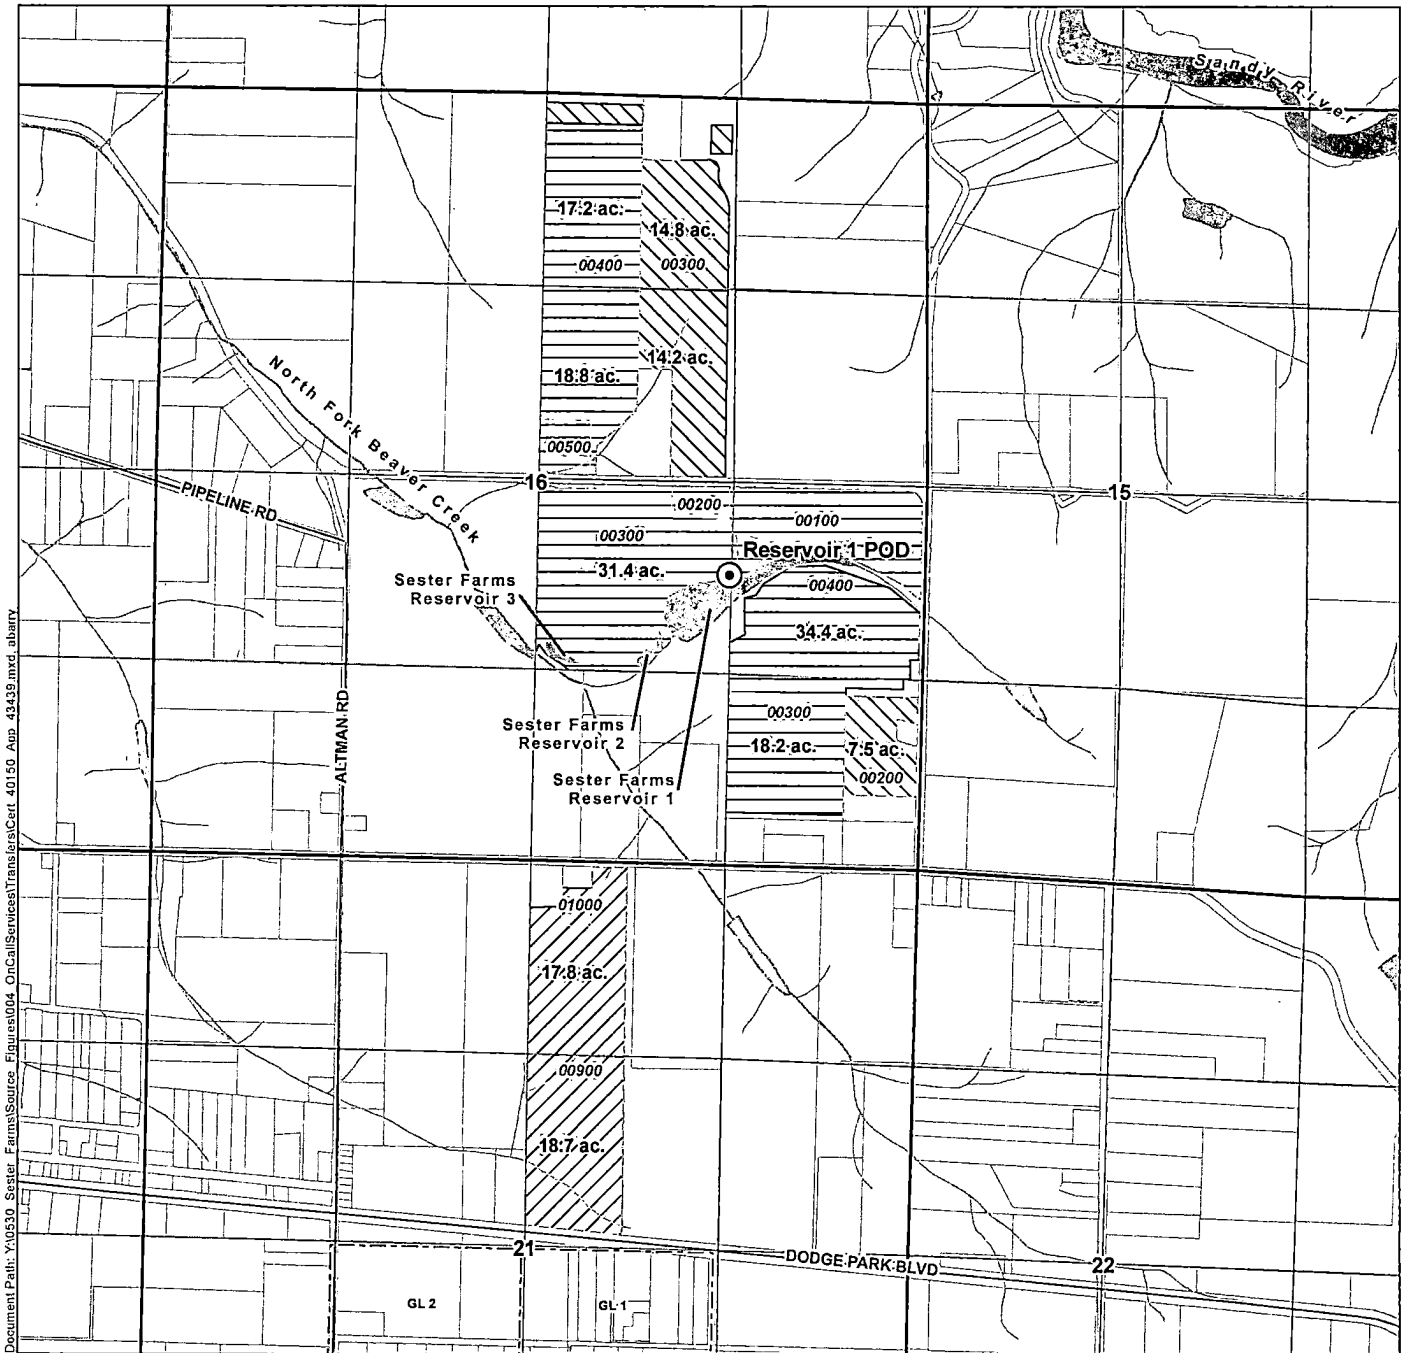 Sandy River
17.2 ac.
14.8 ac.
00400
00300
14.2 ac.
18.8 ac.
00500
North Fork Beaver Creek
16
15
PIPELINE RD
00200
00100
00300
Reservoir 1 POD
31.4 ac.
00400
Sester Farms
Reservoir 3
34.4 ac.
ALTMAN RD
00300
Sester Farms
Reservoir 2
18.2 ac.
7.5 ac.
00200
Sester Farms
Reservoir 1
01000
17.8 ac.
00900
18.7 ac.
21
DODGE PARK BLVD
22
GL 2
GL 1
Document Path: Y:\0530_Sester_Farms\Source_Figures\004_OnCallServices\Transfers\Cert_40150_App_43439.mxd, abarry